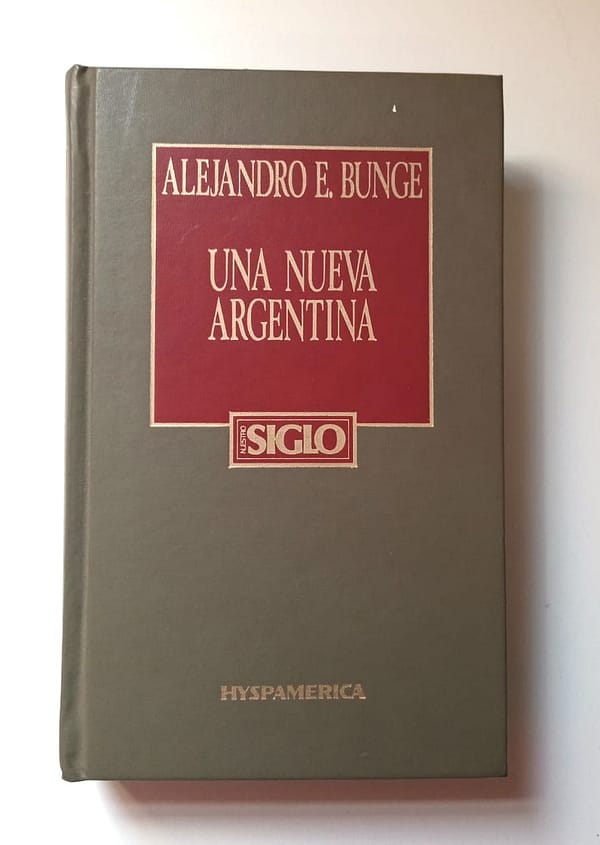 ALEJANDRO E. BUNGE
UNA NUEVA
ARGENTINA
NUESTRO
SIGLO
HYSPAMERICA